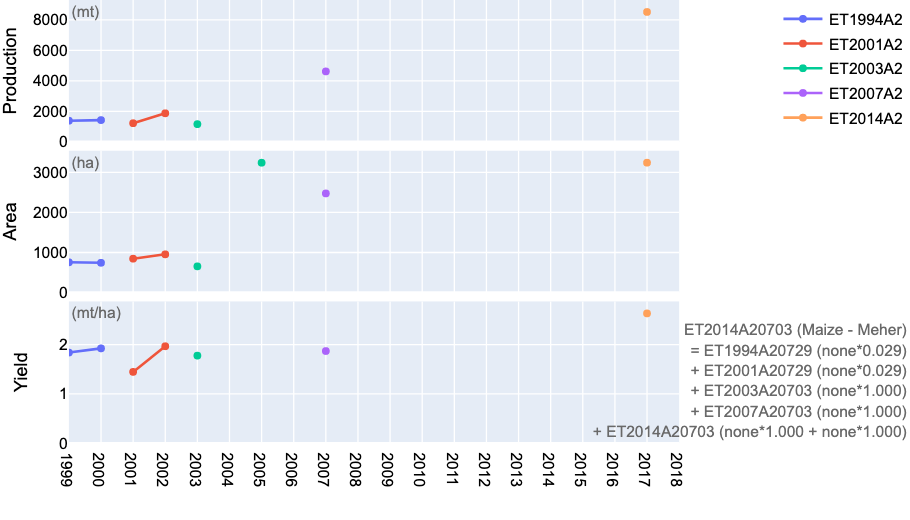 (mt)
8000
6000
4000
2000
0
Production
ET1994A2
ET2001A2
ET2003A2
ET2007A2
ET2014A2
(ha)
3000
2000
1000
0
Area
(mt/ha)
2
1
0
Yield
ET2014A20703 (Maize - Meher)
= ET1994A20729 (none*0.029)
+ ET2001A20729 (none*0.029)
+ ET2003A20703 (none*1.000)
+ ET2007A20703 (none*1.000)
+ ET2014A20703 (none*1.000 + none*1.000)
1999
2000
2001
2002
2003
2004
2005
2006
2007
2008
2009
2010
2011
2012
2013
2014
2015
2016
2017
2018